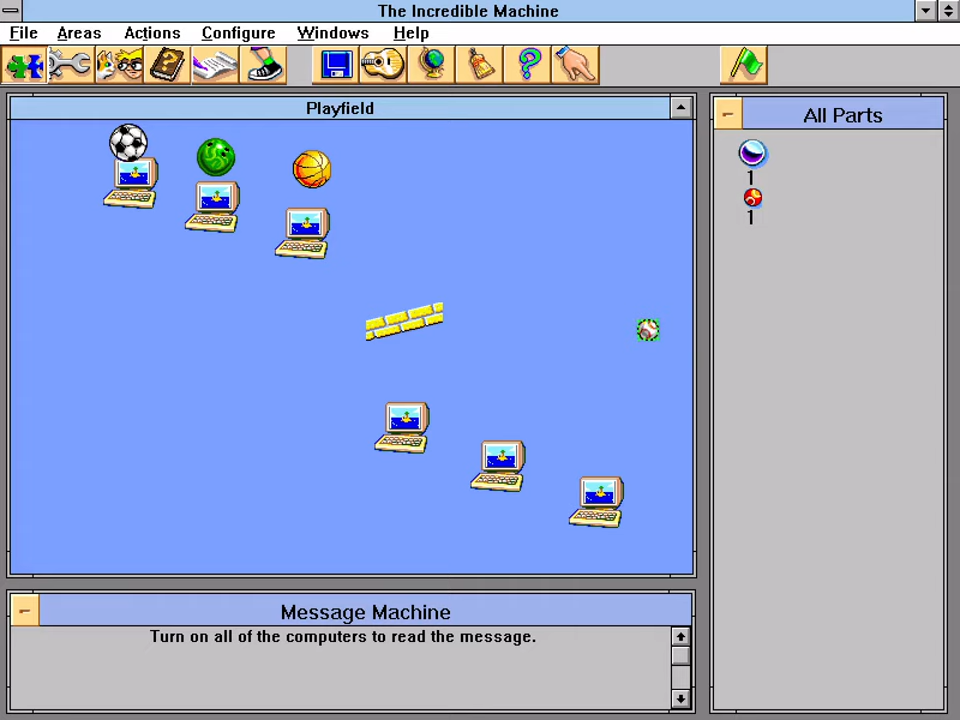 The Incredible Machine
File Areas Actions Configure Windows Help
Playfield
All Parts
1
1
Message Machine
Turn on all of the computers to read the message.